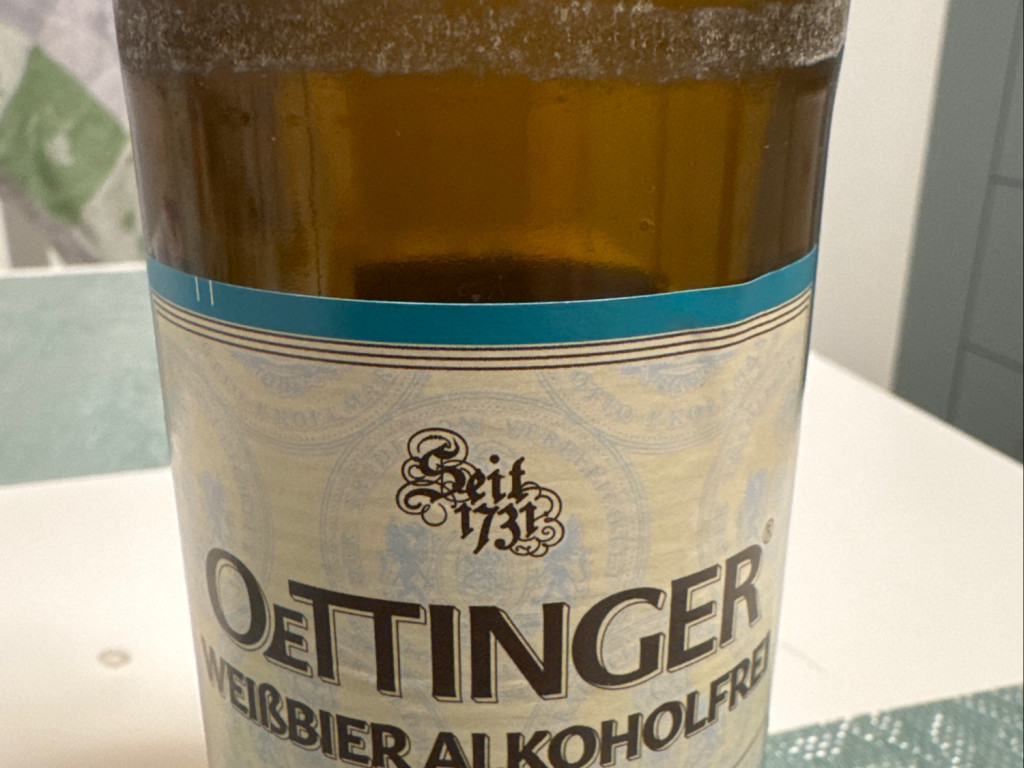 Seit
1731
OeTTINGER®
WEIßBIER ALKOHOLFREI